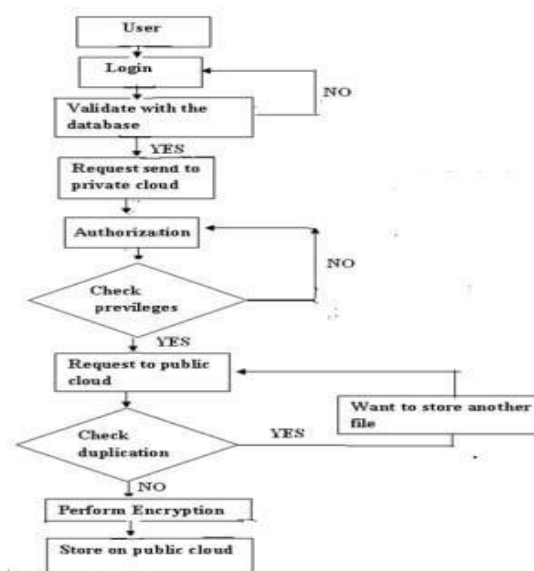 User
Login
NO
Validate with the
database
YES
Request send to
private cloud
Authorization
NO
Check
previleges
YES
Request to public
cloud
Want to store another
file
Check
duplication
YES
NO
Perform Encryption
Store on public cloud